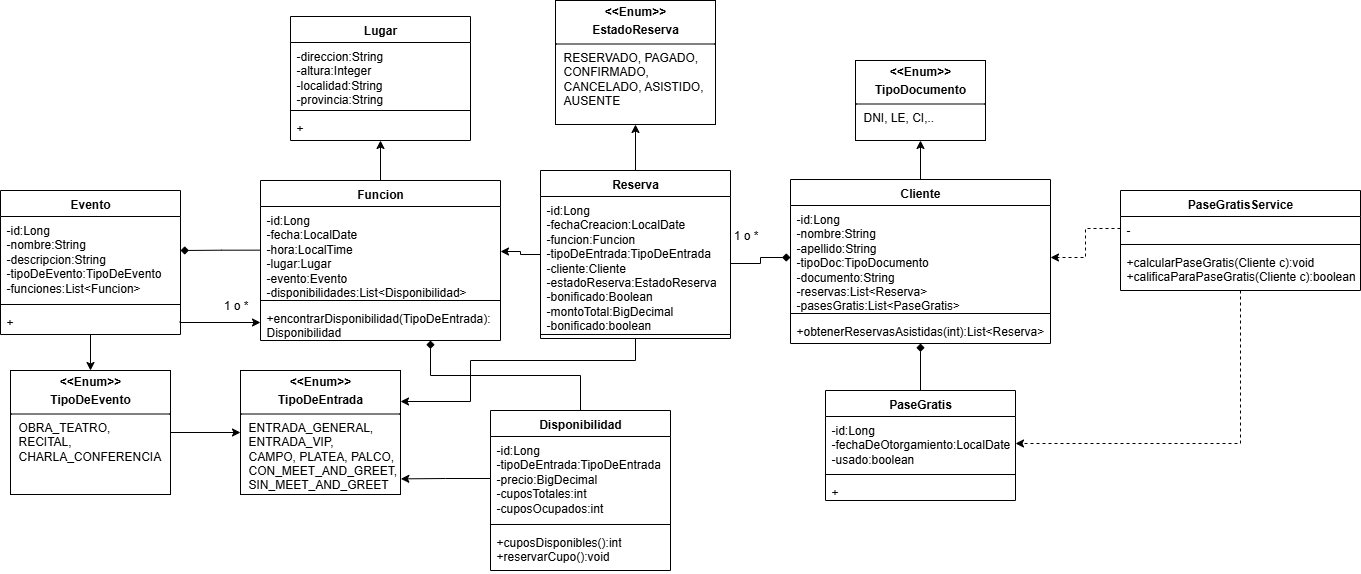 Lugar
-direccion:String
-altura:Integer
-localidad:String
-provincia:String
+
<<Enum>>
EstadoReserva
RESERVADO, PAGADO,
CONFIRMADO,
CANCELADO, ASISTIDO,
AUSENTE
<<Enum>>
TipoDocumento
DNI, LE, CI,..
Evento
-id:Long
-nombre:String
-descripcion:String
-tipoDeEvento:TipoDeEvento
-funciones:List<Funcion>
+
1 o *
Funcion
-id:Long
-fecha:LocalDate
-hora:LocalTime
-lugar:Lugar
-evento:Evento
-disponibilidades:List<Disponibilidad>
+encontrarDisponibilidad(TipoDeEntrada):
Disponibilidad
Reserva
-id:Long
-fechaCreacion:LocalDate
-funcion:Funcion
-tipoDeEntrada:TipoDeEntrada
-cliente:Cliente
-estadoReserva:EstadoReserva
-bonificado:Boolean
-montoTotal:BigDecimal
-bonificado:boolean
1 o *
Cliente
-id:Long
-nombre:String
-apellido:String
-tipoDoc:TipoDocumento
-documento:String
-reservas:List<Reserva>
-pasesGratis:List<PaseGratis>
+obtenerReservasAsistidas(int):List<Reserva>
PaseGratisService
-
+calcularPaseGratis(Cliente c):void
+calificaParaPaseGratis(Cliente c):boolean
<<Enum>>
TipoDeEvento
OBRA_TEATRO,
RECITAL,
CHARLA_CONFERENCIA
<<Enum>>
TipoDeEntrada
ENTRADA_GENERAL,
ENTRADA_VIP,
CAMPO, PLATEA, PALCO,
CON_MEET_AND_GREET,
SIN_MEET_AND_GREET
Disponibilidad
-id:Long
-tipoDeEntrada:TipoDeEntrada
-precio:BigDecimal
-cuposTotales:int
-cuposOcupados:int
+cuposDisponibles():int
+reservarCupo():void
PaseGratis
-id:Long
-fechaDeOtorgamiento:LocalDate
-usado:boolean
+